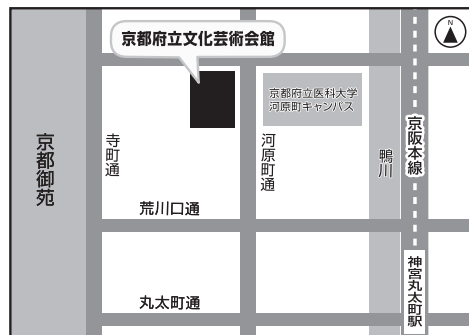 京都府立文化芸術会館
N
京都府立医科大学
河原町キャンパス
京都御苑
寺町通
河原町通
鴨川
京阪本線
荒川口通
丸太町通
神宮丸太町駅